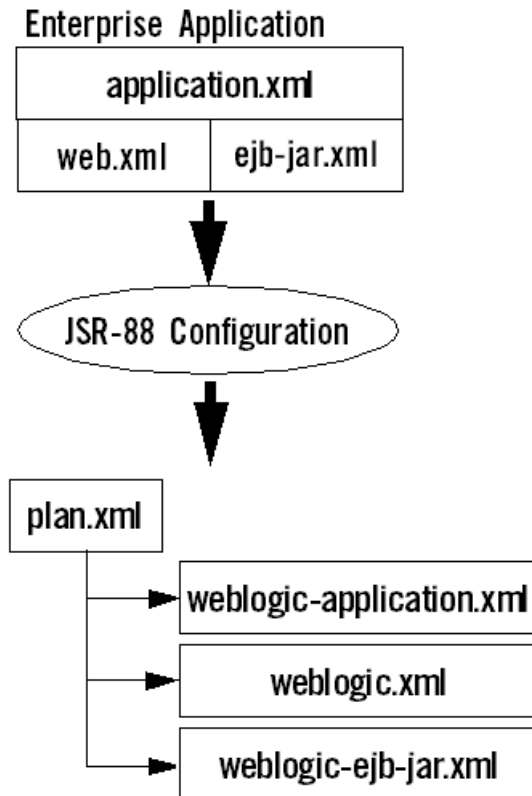 Enterprise Application
application.xml
web.xml
ejb-jar.xml
JSR-88 Configuration
plan.xml
weblogic-application.xml
weblogic.xml
weblogic-ejb-jar.xml